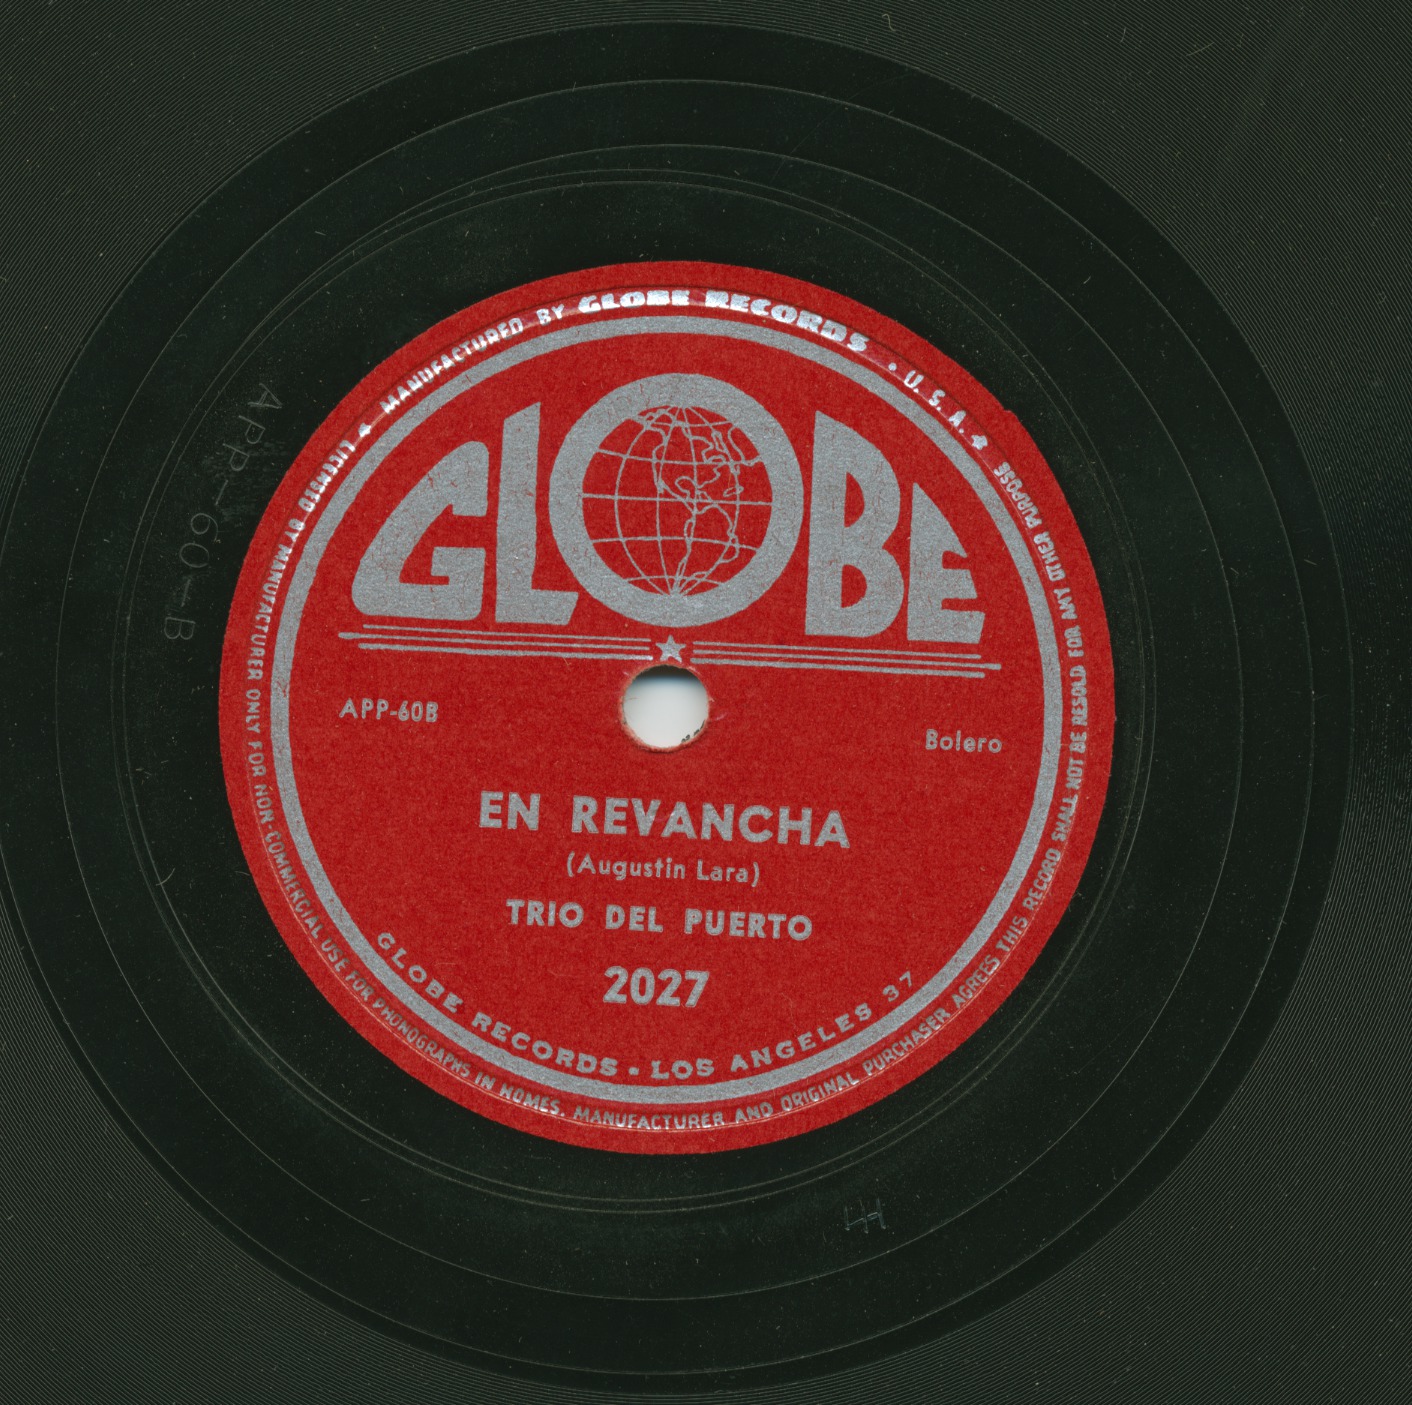 MANUFACTURED BY GLOBE RECORDS • U. S. A.
GLOBE
APP-60B
Bolero
EN REVANCHA
(Augustin Lara)
TRIO DEL PUERTO
2027
GLOBE RECORDS - LOS ANGELES 37
LICENSED BY MANUFACTURER ONLY FOR NON-COMMERCIAL USE FOR PHONOGRAPHS IN HOMES. MANUFACTURER AND ORIGINAL PURCHASER AGREES THIS RECORD SHALL NOT BE RESOLD FOR ANY OTHER PURPOSE
APP-60-B